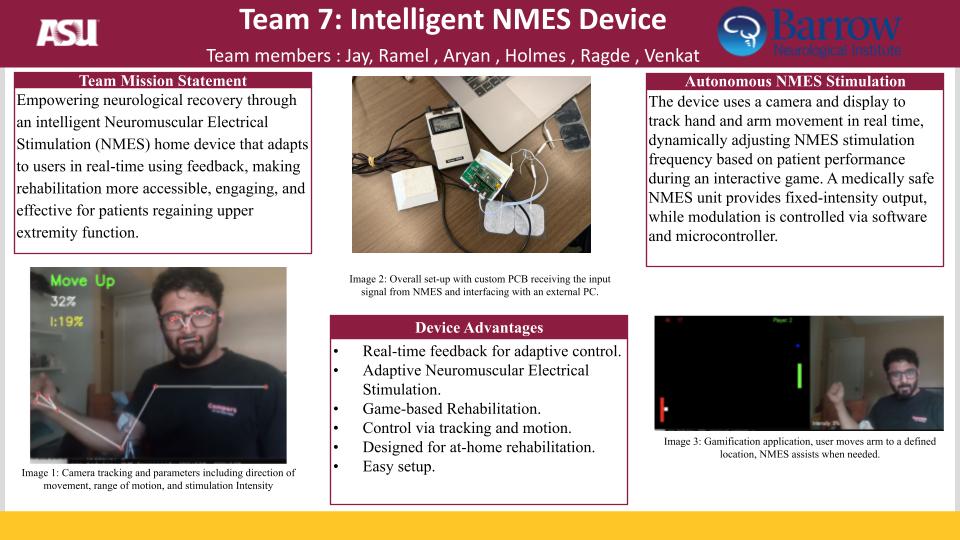 ASU
Team 7: Intelligent NMES Device
Team members : Jay, Ramel , Aryan , Holmes , Ragde , Venkat
Barrow
Neurological Institute
Team Mission Statement
Empowering neurological recovery through
an intelligent Neuromuscular Electrical
Stimulation (NMES) home device that adapts
to users in real-time using feedback, making
rehabilitation more accessible, engaging, and
effective for patients regaining upper
extremity function.
Move Up
32%
I:19%
Image 1: Camera tracking and parameters including direction of
movement, range of motion, and stimulation Intensity
Image 2: Overall set-up with custom PCB receiving the input
signal from NMES and interfacing with an external PC.
Device Advantages
• Real-time feedback for adaptive control.
• Adaptive Neuromuscular Electrical
Stimulation.
• Game-based Rehabilitation.
• Control via tracking and motion.
• Designed for at-home rehabilitation.
• Easy setup.
Autonomous NMES Stimulation
The device uses a camera and display to
track hand and arm movement in real time,
dynamically adjusting NMES stimulation
frequency based on patient performance
during an interactive game. A medically safe
NMES unit provides fixed-intensity output,
while modulation is controlled via software
and microcontroller.
Image 3: Gamification application, user moves arm to a defined
location, NMES assists when needed.